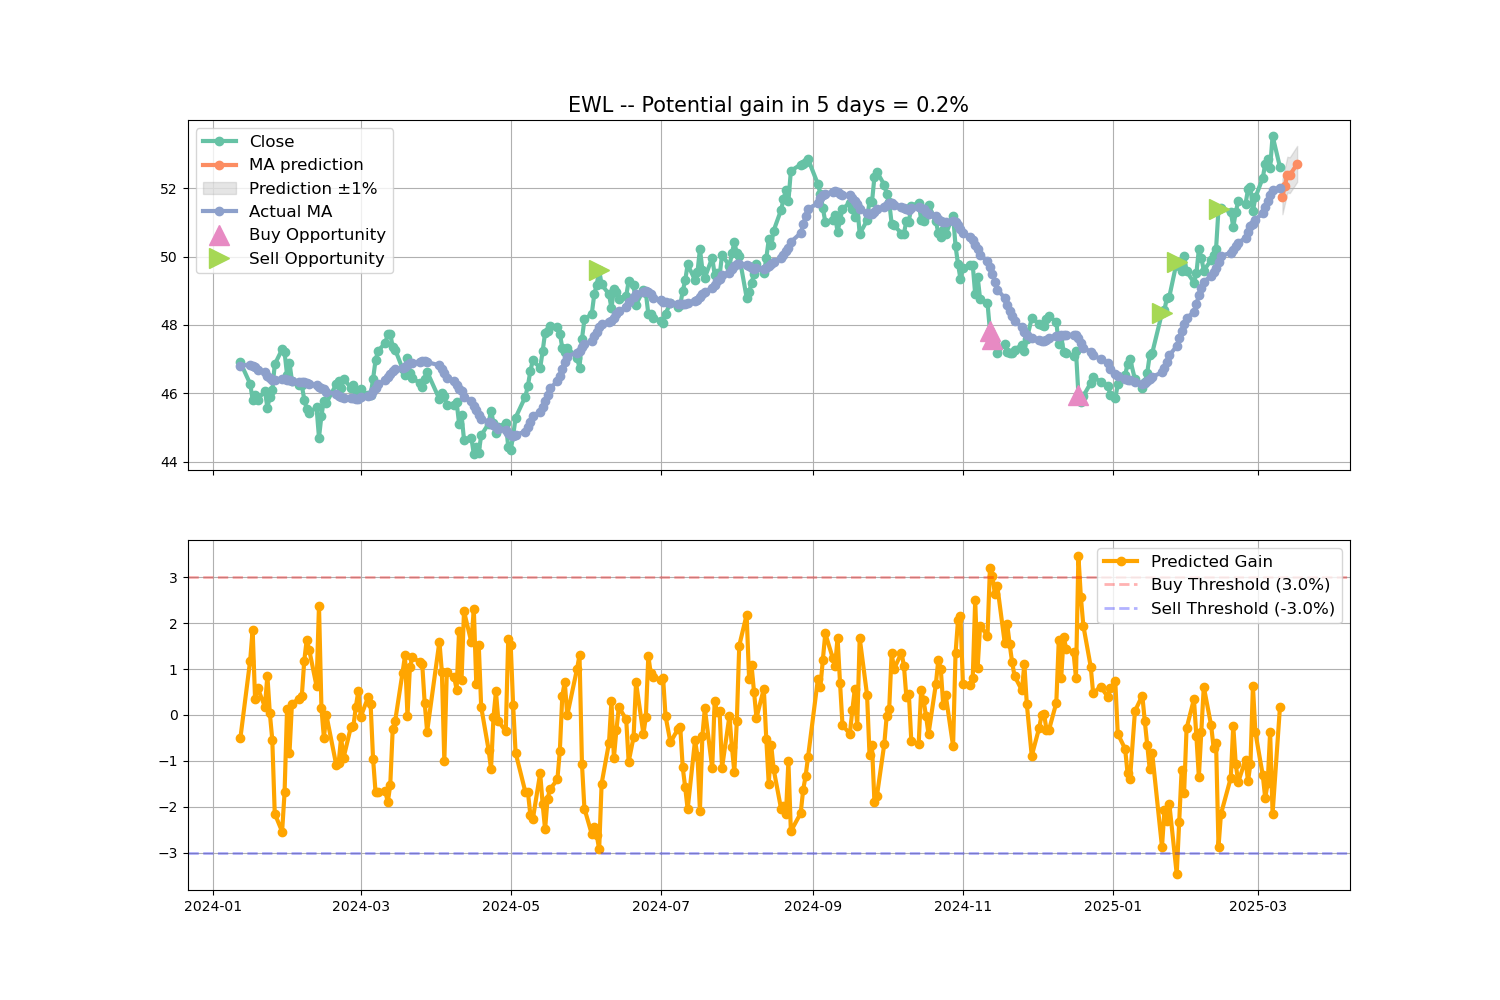 EWL -- Potential gain in 5 days = 0.2%
Close
MA prediction
Prediction ±1%
Actual MA
Buy Opportunity
Sell Opportunity
52
50
48
46
44
Predicted Gain
Buy Threshold (3.0%)
Sell Threshold (-3.0%)
3
2
1
0
−1
−2
−3
2024-01 2024-03 2024-05 2024-07 2024-09 2024-11 2025-01 2025-03